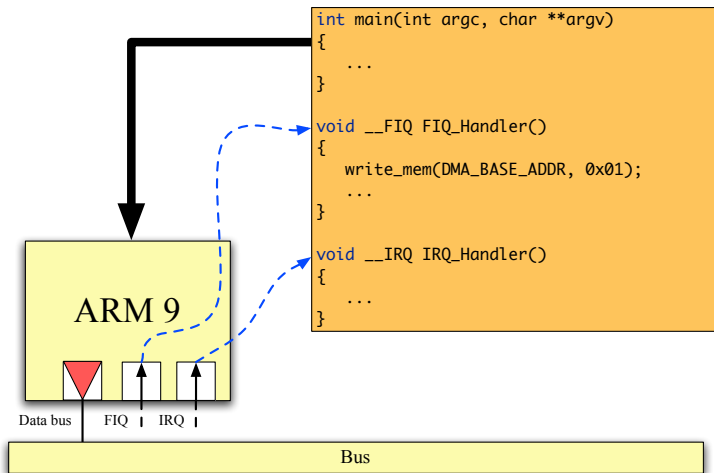 int main(int argc, char **argv)
{
...
}
void __FIQ FIQ_Handler()
{
write_mem(DMA_BASE_ADDR, 0x01);
...
}
void __IRQ IRQ_Handler()
{
...
}
ARM 9
Data bus
FIQ
IRQ
Bus